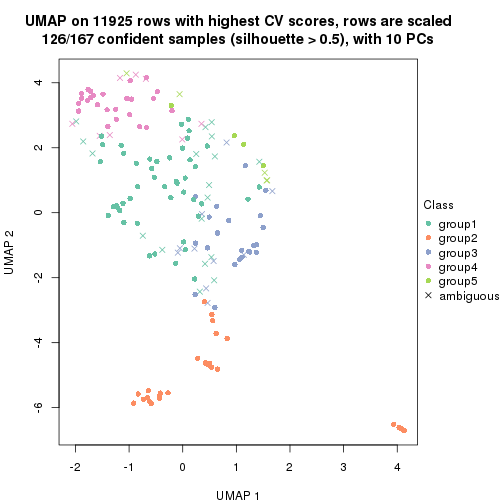 UMAP on 11925 rows with highest CV scores, rows are scaled
126/167 confident samples (silhouette > 0.5), with 10 PCs
4
2
0
-2
-4
-6
UMAP 2
-2
-1
0
1
2
3
4
UMAP 1
Class
group1
group2
group3
group4
group5
ambiguous